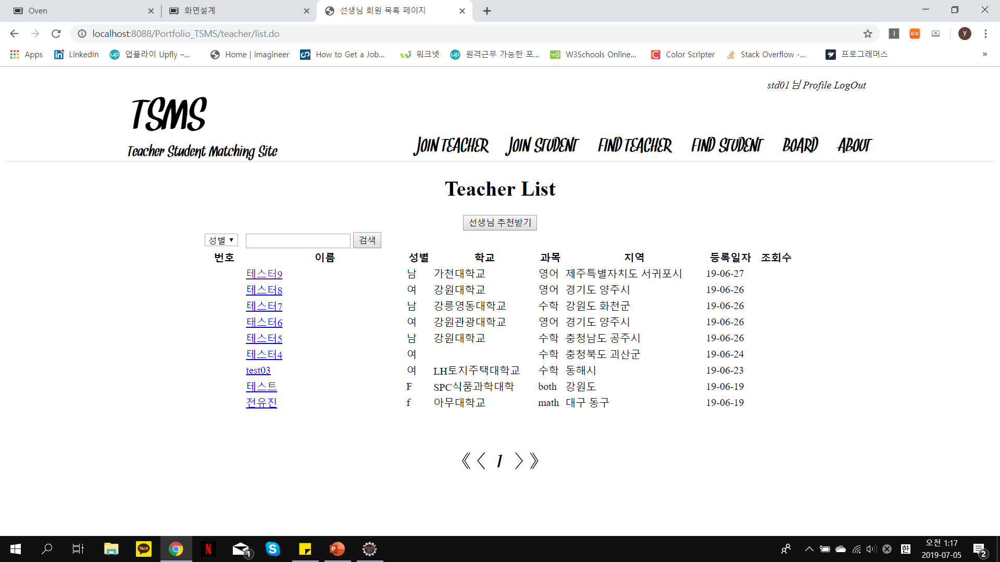 Oven
화면설계
선생님 회원 목록 페이지
localhost:8088/Portfolio_TSMS/teacher/list.do
I
EX
y
Apps
LinkedIn
업플라이 Upfly –...
Home | imagineer
How to Get a Job...
워크넷
원격근무 가능한 포...
W3Schools Online...
Color Scripter
Stack Overflow -...
프로그래머스
»
std01 님 Profile LogOut
TSMS
Teacher Student Matching Site
JOIN TEACHER JOIN STUDENT FIND TEACHER FIND STUDENT BOARD ABOUT
Teacher List
선생님 추천받기
성별 검색
번호 이름 성별 학교 과목 지역 등록일자 조회수
테스터9 남 가천대학교 영어 제주특별자치도 서귀포시 19-06-27
테스터8 여 강원대학교 영어 경기도 양주시 19-06-26
테스터7 남 강릉영동대학교 수학 강원도 화천군 19-06-26
태스터6 여 강원관광대학교 영어 경기도 양주시 19-06-26
테스터5 남 강원대학교 수학 충청남도 공주시 19-06-26
테스터4 여 수학 충청북도 괴산군 19-06-24
test03 여 LH토지주택대학교 수학 동해시 19-06-23
테스트 F SPC식품과학대학 both 강원도 19-06-19
전유진 f 아무대학교 math 대구 동구 19-06-19
《〈 1 〉》
TALK
N
1
S
P
한
오전 1:17
2019-07-05
2